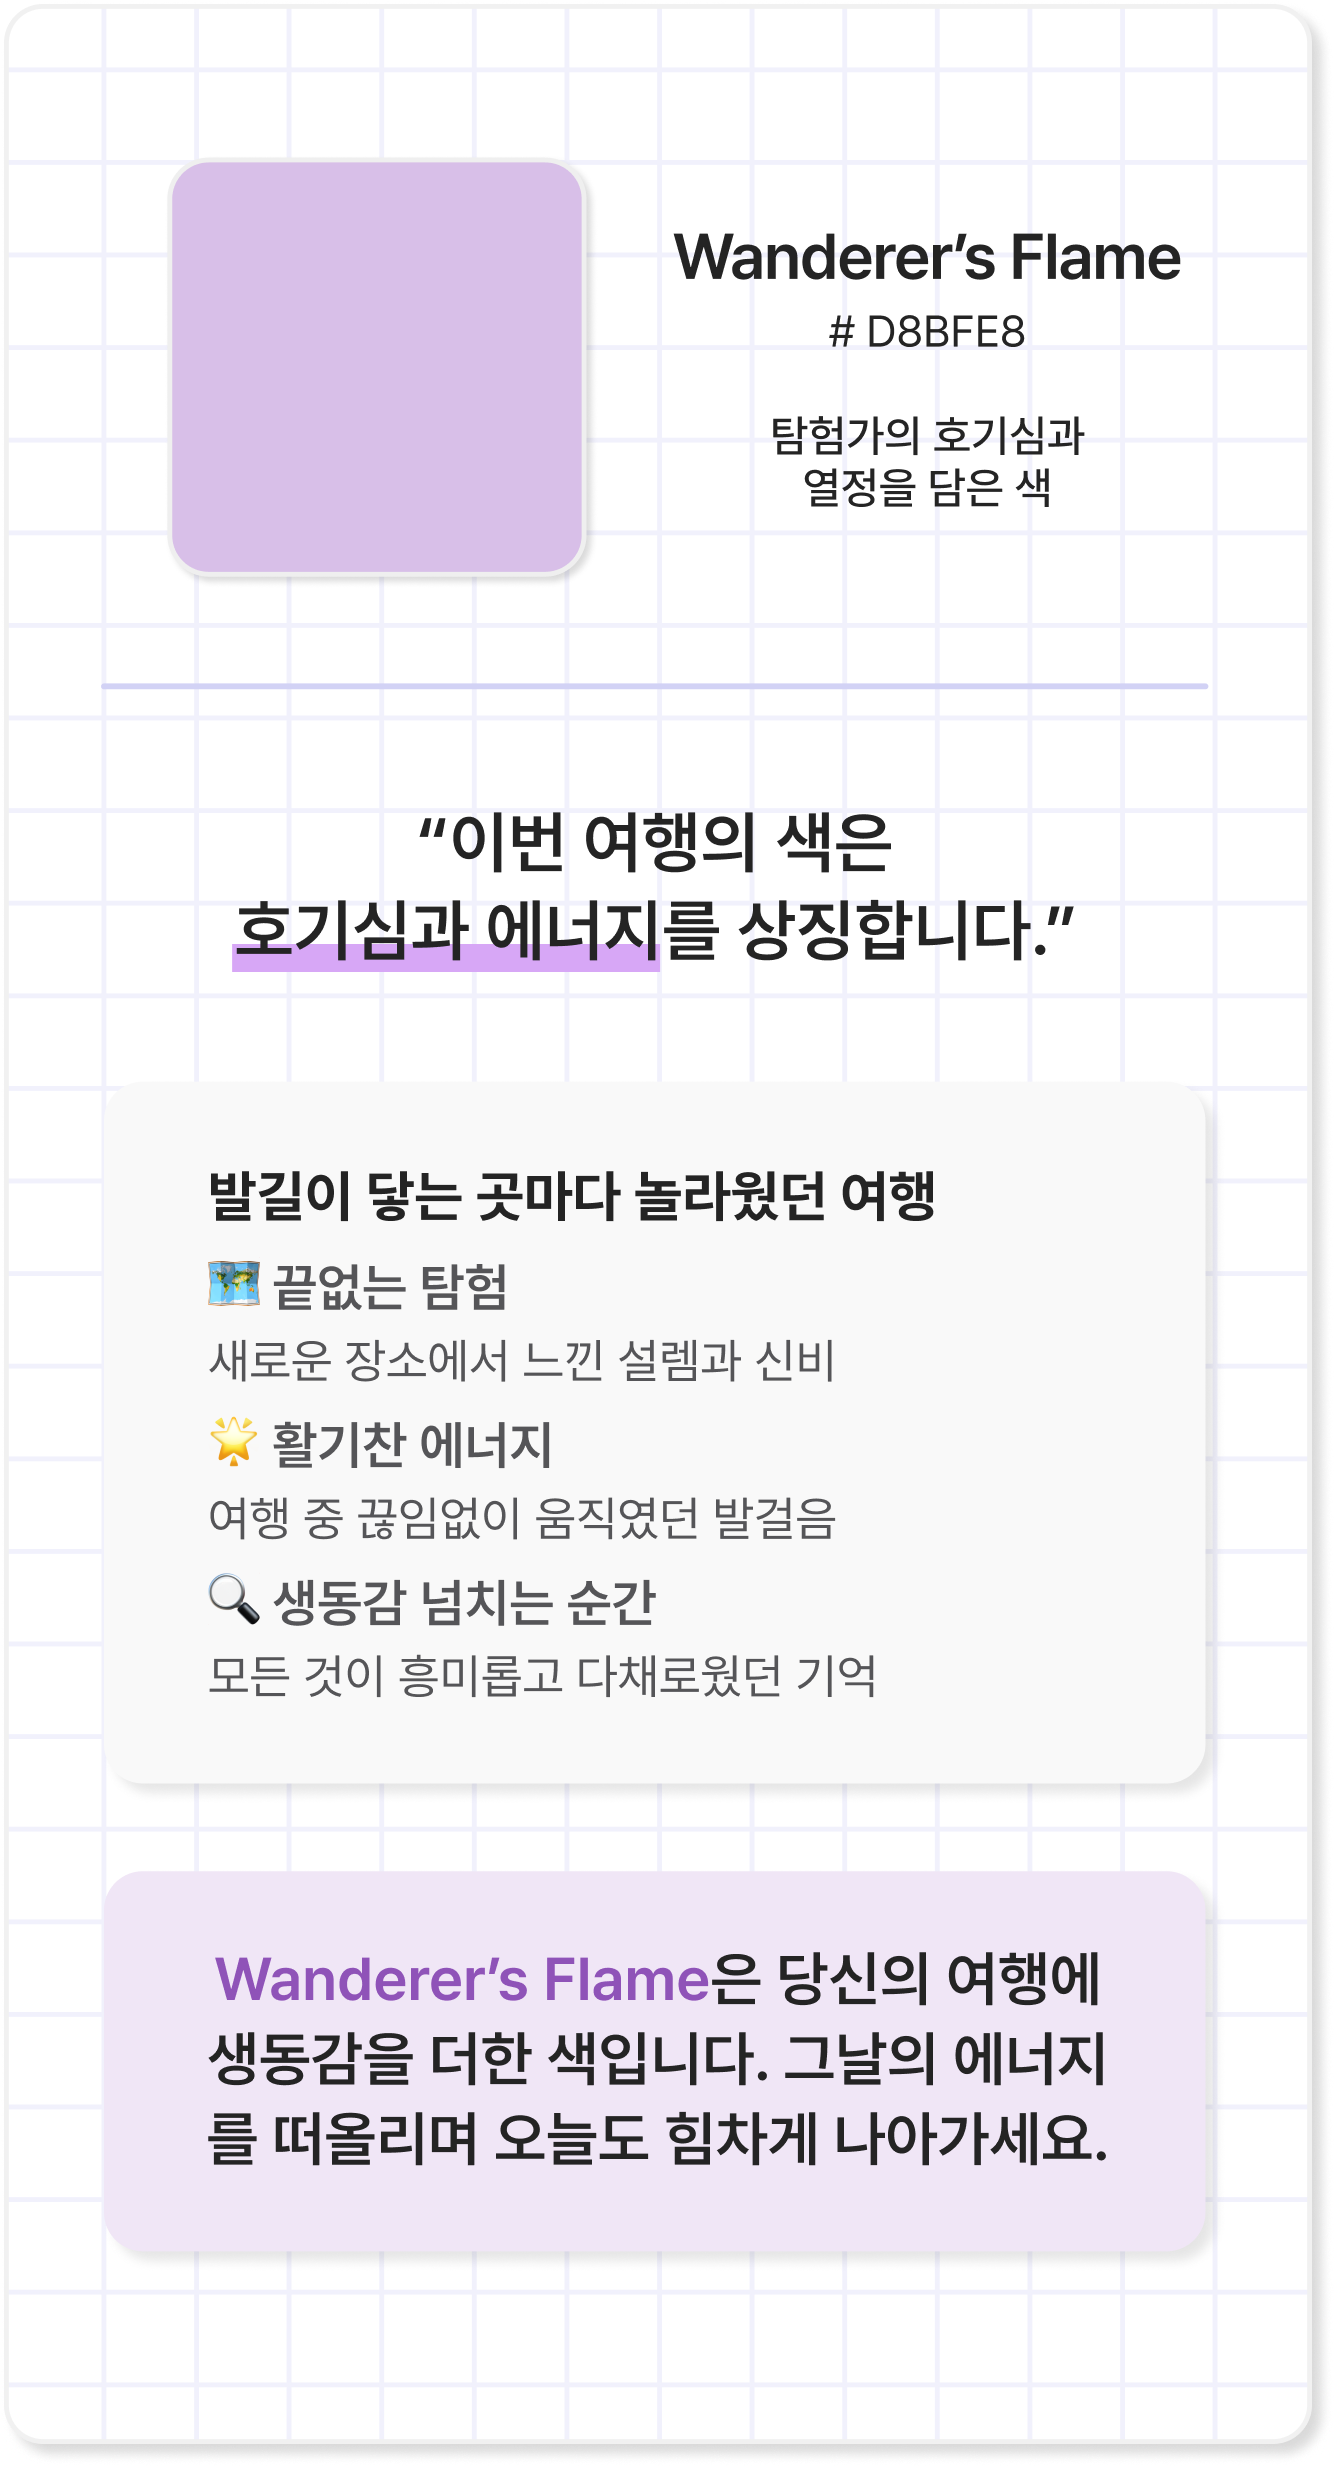 Wanderer’s Flame
# D8BFE8
탐험가의 호기심과
열정을 담은 색
“이번 여행의 색은
호기심과 에너지를 상징합니다.”
발길이 닿는 곳마다 놀라웠던 여행
🗺️ 끝없는 탐험
새로운 장소에서 느낀 설렘과 신비
🌟 활기찬 에너지
여행 중 끊임없이 움직였던 발걸음
🔍 생동감 넘치는 순간
모든 것이 흥미롭고 다채로웠던 기억
Wanderer’s Flame은 당신의 여행에
생동감을 더한 색입니다. 그날의 에너지
를 떠올리며 오늘도 힘차게 나아가세요.